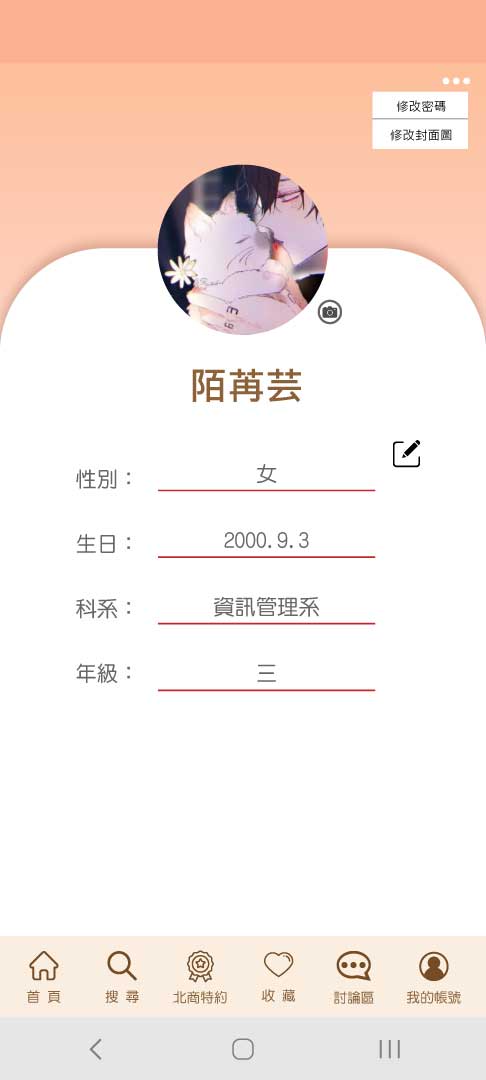 修改密碼
修改封面圖
陌苒芸
性別：女
生日：2000.9.3
科系：資訊管理系
年級：三
首頁 搜尋 北商特約 收藏 討論區 我的帳號